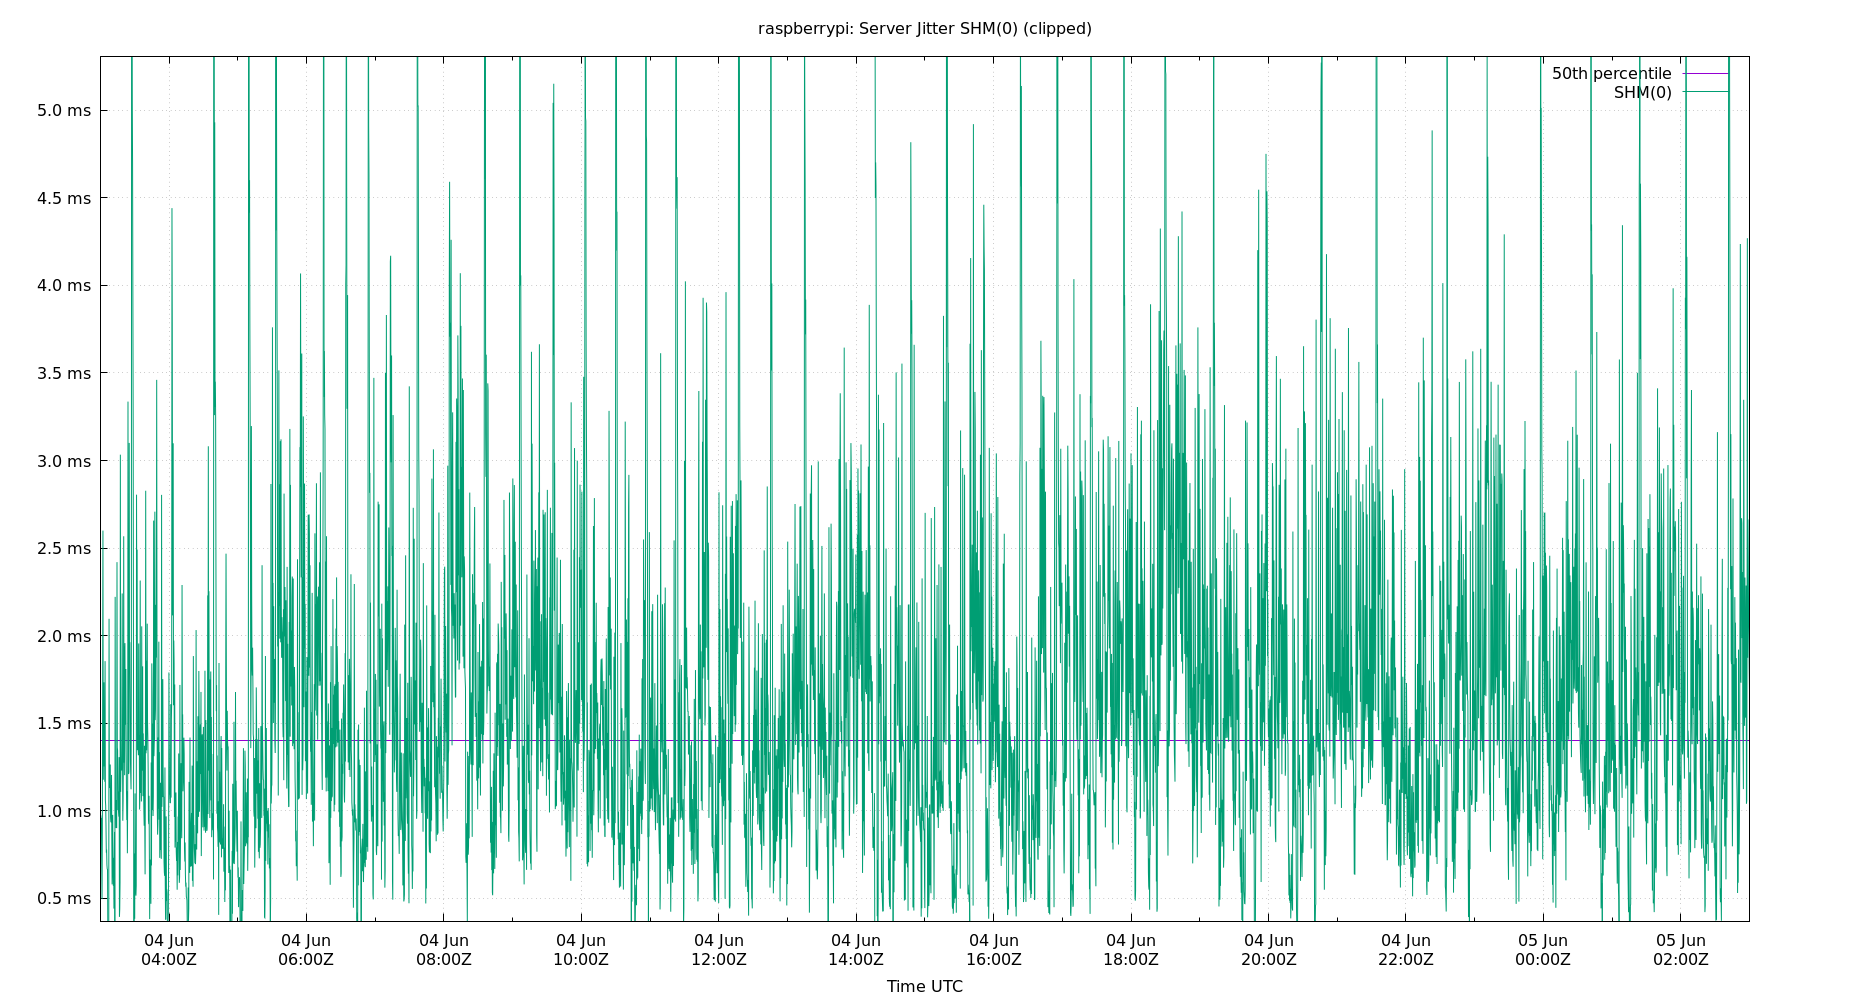 raspberrypi: Server Jitter SHM(0) (clipped)
50th percentile
SHM(0)
5.0 ms
4.5 ms
4.0 ms
3.5 ms
3.0 ms
2.5 ms
2.0 ms
1.5 ms
1.0 ms
0.5 ms
04 Jun 04 Jun 04 Jun 04 Jun 04 Jun 04 Jun 04 Jun 04 Jun 04 Jun 04 Jun 05 Jun 05 Jun
04:00Z 06:00Z 08:00Z 10:00Z 12:00Z 14:00Z 16:00Z 18:00Z 20:00Z 22:00Z 00:00Z 02:00Z
Time UTC